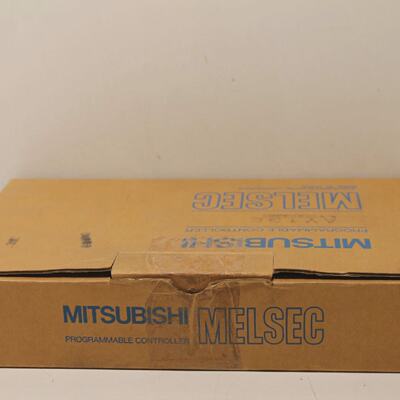 MITSUBISHI
PROGRAMMABLE CONTROLLER
MELSEC
MITSUBISHI MELSEC
PROGRAMMABLE CONTROLLER